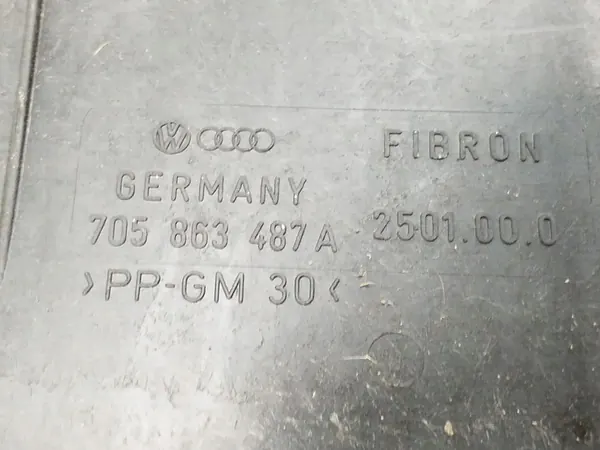 FIBRON
GERMANY
705 863 487 A 2501.00.0
>PP-GM 30<